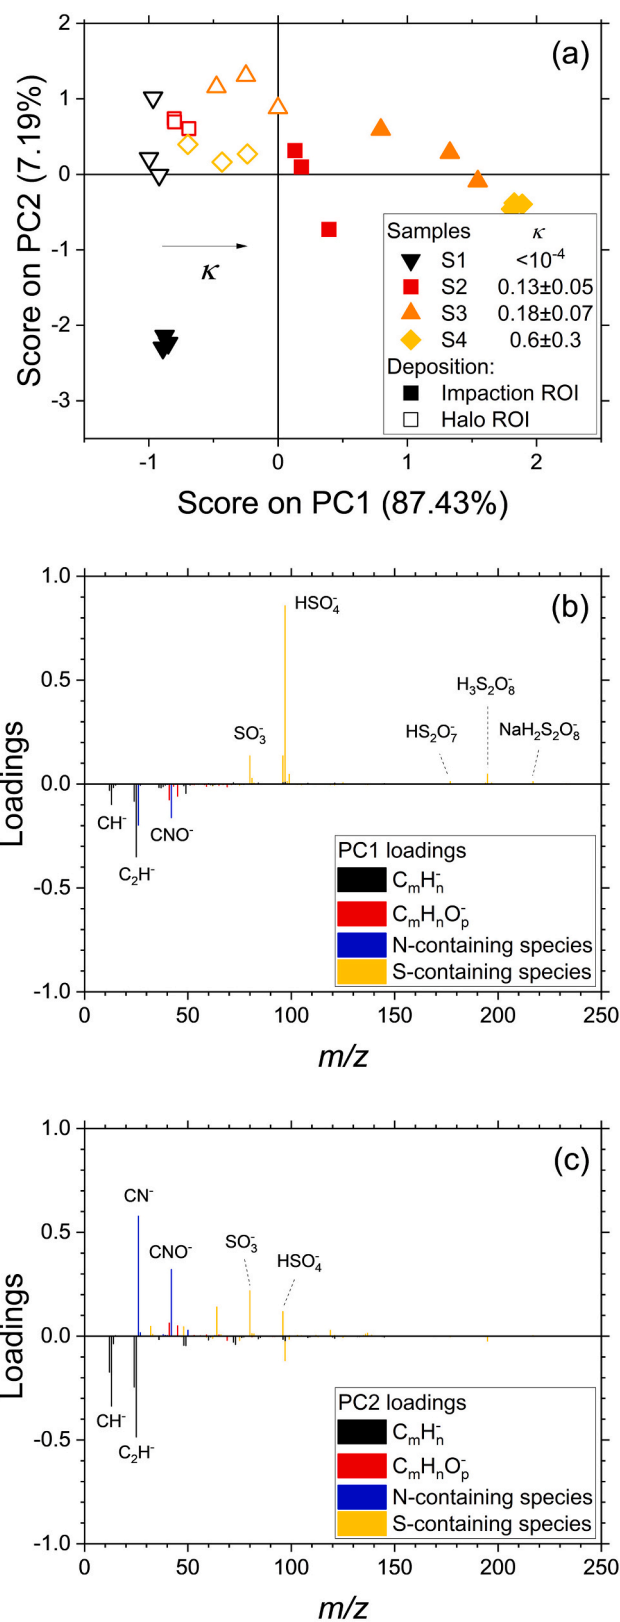 (a)
2
1
0
-1
-2
-3
Score on PC2 (7.19%)
κ
Samples κ
S1 <10⁻⁴
S2 0.13±0.05
S3 0.18±0.07
S4 0.6±0.3
Deposition:
Impaction ROI
Halo ROI
-1 0 1 2
Score on PC1 (87.43%)
(b)
1.0
0.5
0.0
-0.5
-1.0
Loadings
HSO₄⁻
SO₃⁻
H₃S₂O₈⁻
HS₂O₇⁻
NaH₂S₂O₈⁻
CH⁻
CNO⁻
C₂H⁻
PC1 loadings
CₘHₙ⁻
CₘHₙOₚ⁻
N-containing species
S-containing species
0 50 100 150 200 250
m/z
(c)
1.0
0.5
0.0
-0.5
-1.0
Loadings
CN⁻
CNO⁻
SO₃⁻
HSO₄⁻
CH⁻
C₂H⁻
PC2 loadings
CₘHₙ⁻
CₘHₙOₚ⁻
N-containing species
S-containing species
0 50 100 150 200 250
m/z